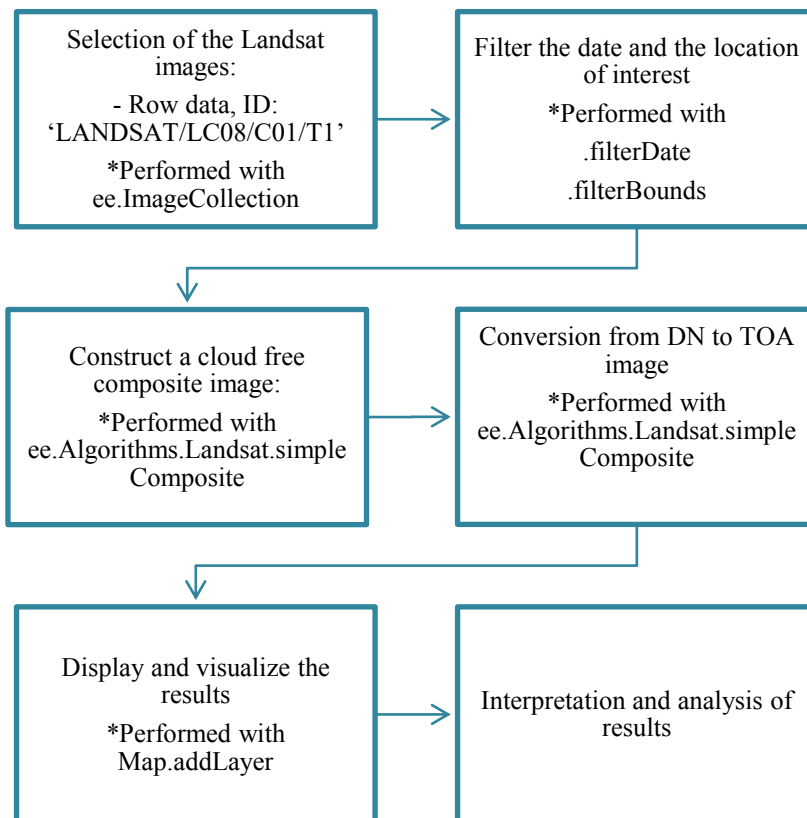 Selection of the Landsat
images:
- Row data, ID:
‘LANDSAT/LC08/C01/T1’
*Performed with
ee.ImageCollection
Filter the date and the location
of interest
*Performed with
.filterDate
.filterBounds
Construct a cloud free
composite image:
*Performed with
ee.Algorithms.Landsat.simple
Composite
Conversion from DN to TOA
image
*Performed with
ee.Algorithms.Landsat.simple
Composite
Display and visualize the
results
*Performed with
Map.addLayer
Interpretation and analysis of
results